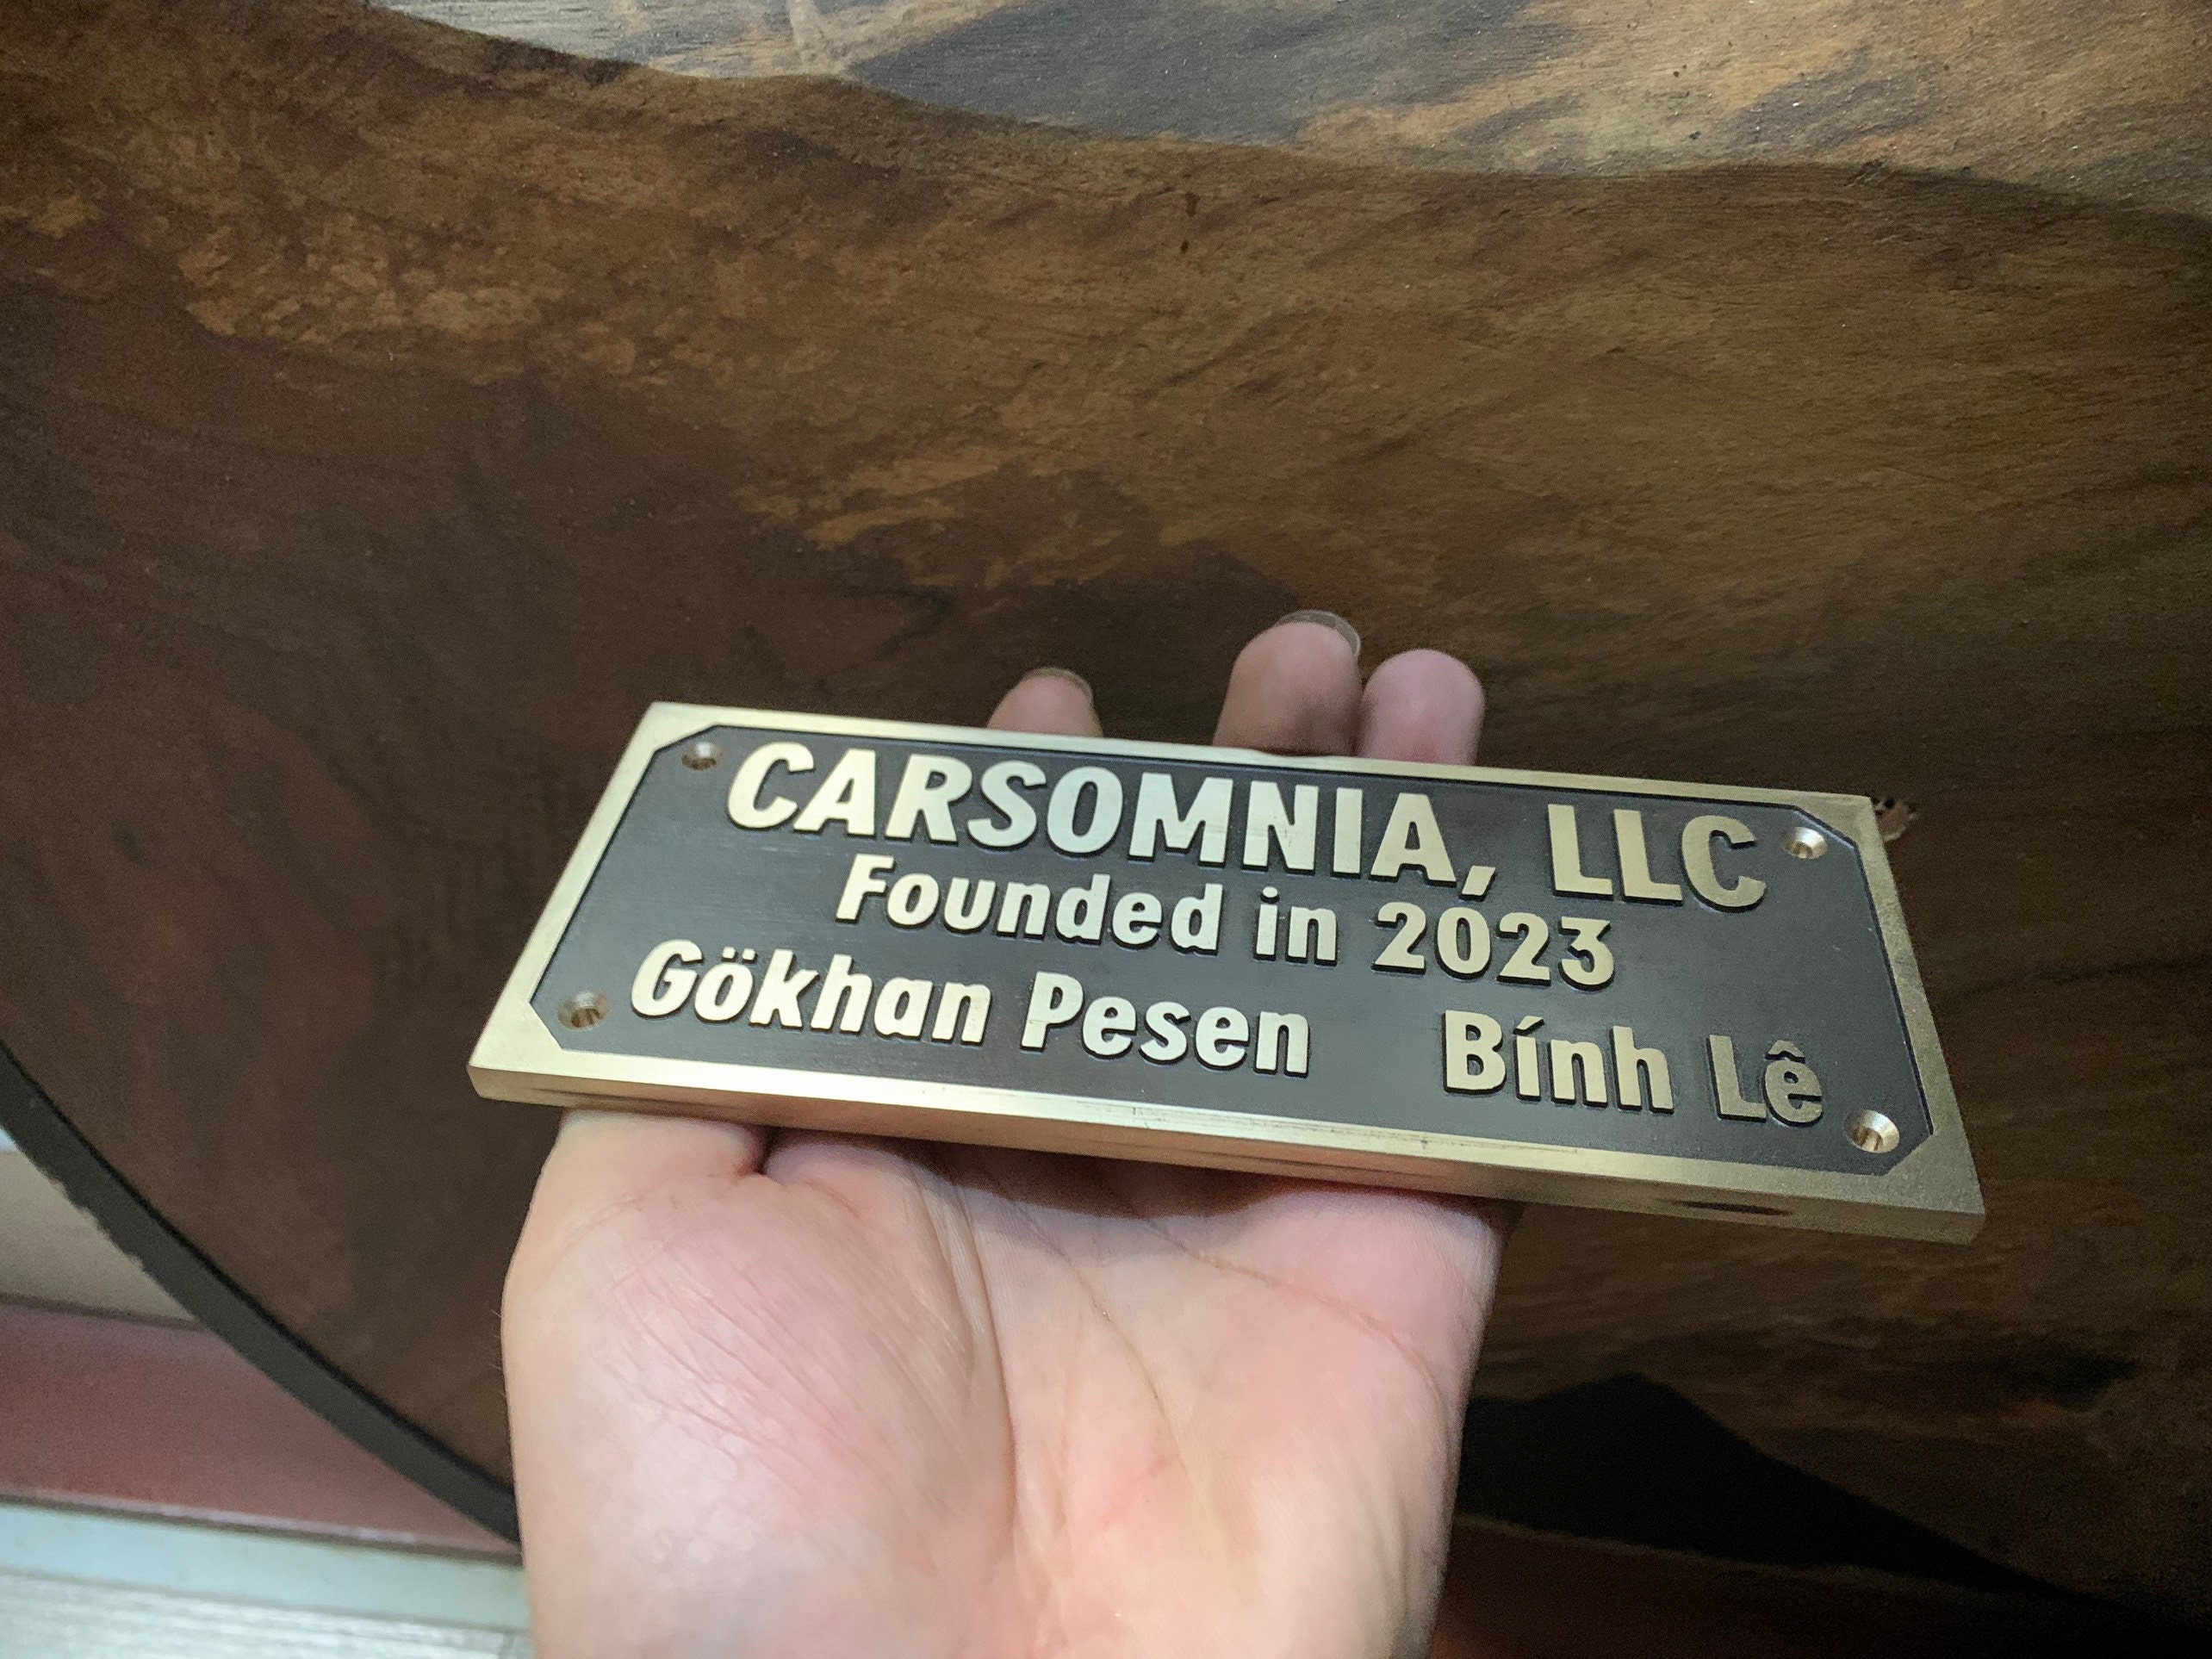 CARSOMNIA, LLC
Founded in 2023
Gökhan Pesen Bính Lê